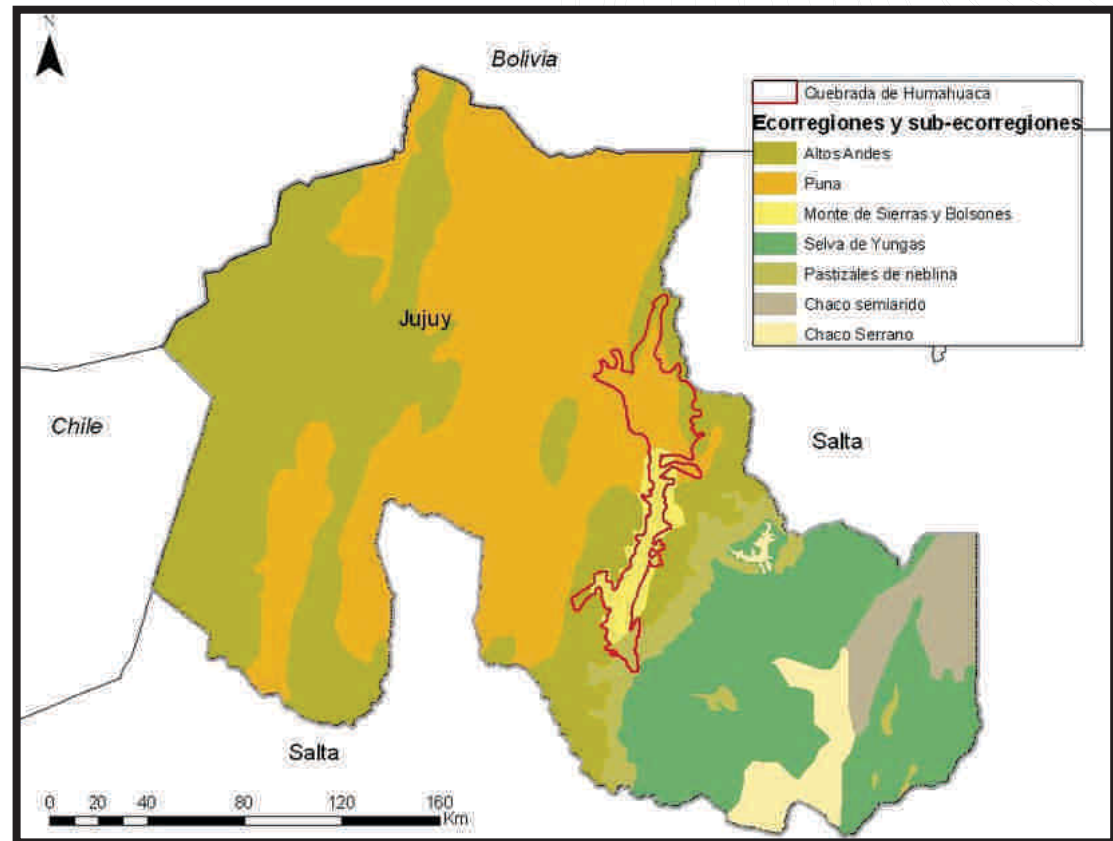 N
Bolivia
Quebrada de Humahuaca
Ecorregiones y sub-ecorregiones
Altos Andes
Puna
Monte de Sierras y Bolsones
Selva de Yungas
Pastizales de neblina
Chaco semiarido
Chaco Serrano
Jujuy
Chile
Salta
Salta
0 20 40 80 120 160
Km